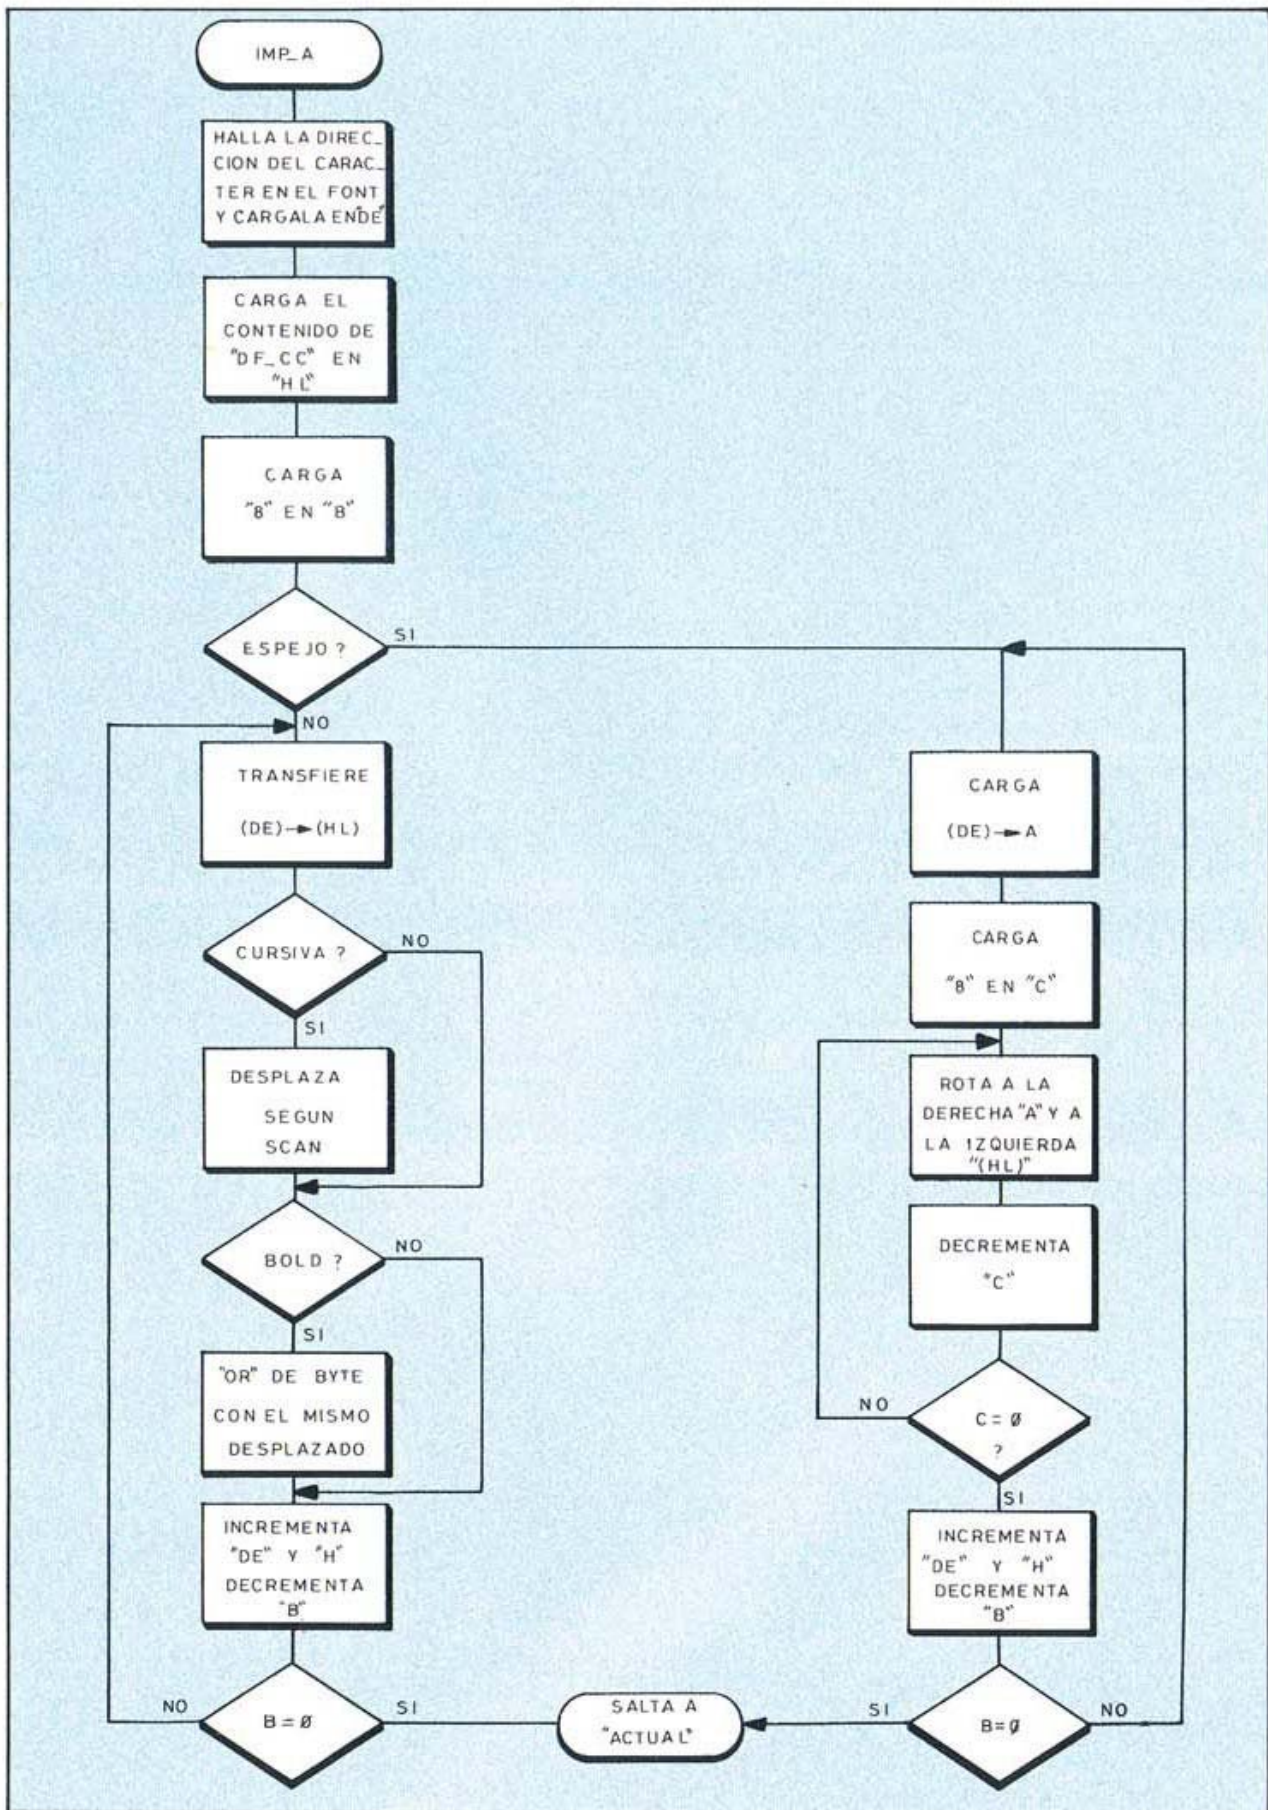 IMP_A
HALLA LA DIREC_
CION DEL CARAC_
TER EN EL FONT
Y CARGALA EN "DE"
CARGA EL
CONTENIDO DE
"DF_CC" EN
"HL"
CARGA
"8" EN "B"
ESPEJO ?
SI
NO
TRANSFIERE
(DE)→(HL)
CURSIVA ?
NO
SI
DESPLAZA
SEGUN
SCAN
BOLD ?
NO
SI
"OR" DE BYTE
CON EL MISMO
DESPLAZADO
INCREMENTA
"DE" Y "H"
DECREMENTA
"B"
B = Ø
NO
SI
SALTA A
"ACTUAL"
CARGA
(DE)→ A
CARGA
"8" EN "C"
ROTA A LA
DERECHA "A" Y A
LA IZQUIERDA
"(HL)"
DECREMENTA
"C"
C = Ø
?
NO
SI
INCREMENTA
"DE" Y "H"
DECREMENTA
"B"
B=Ø
SI
NO